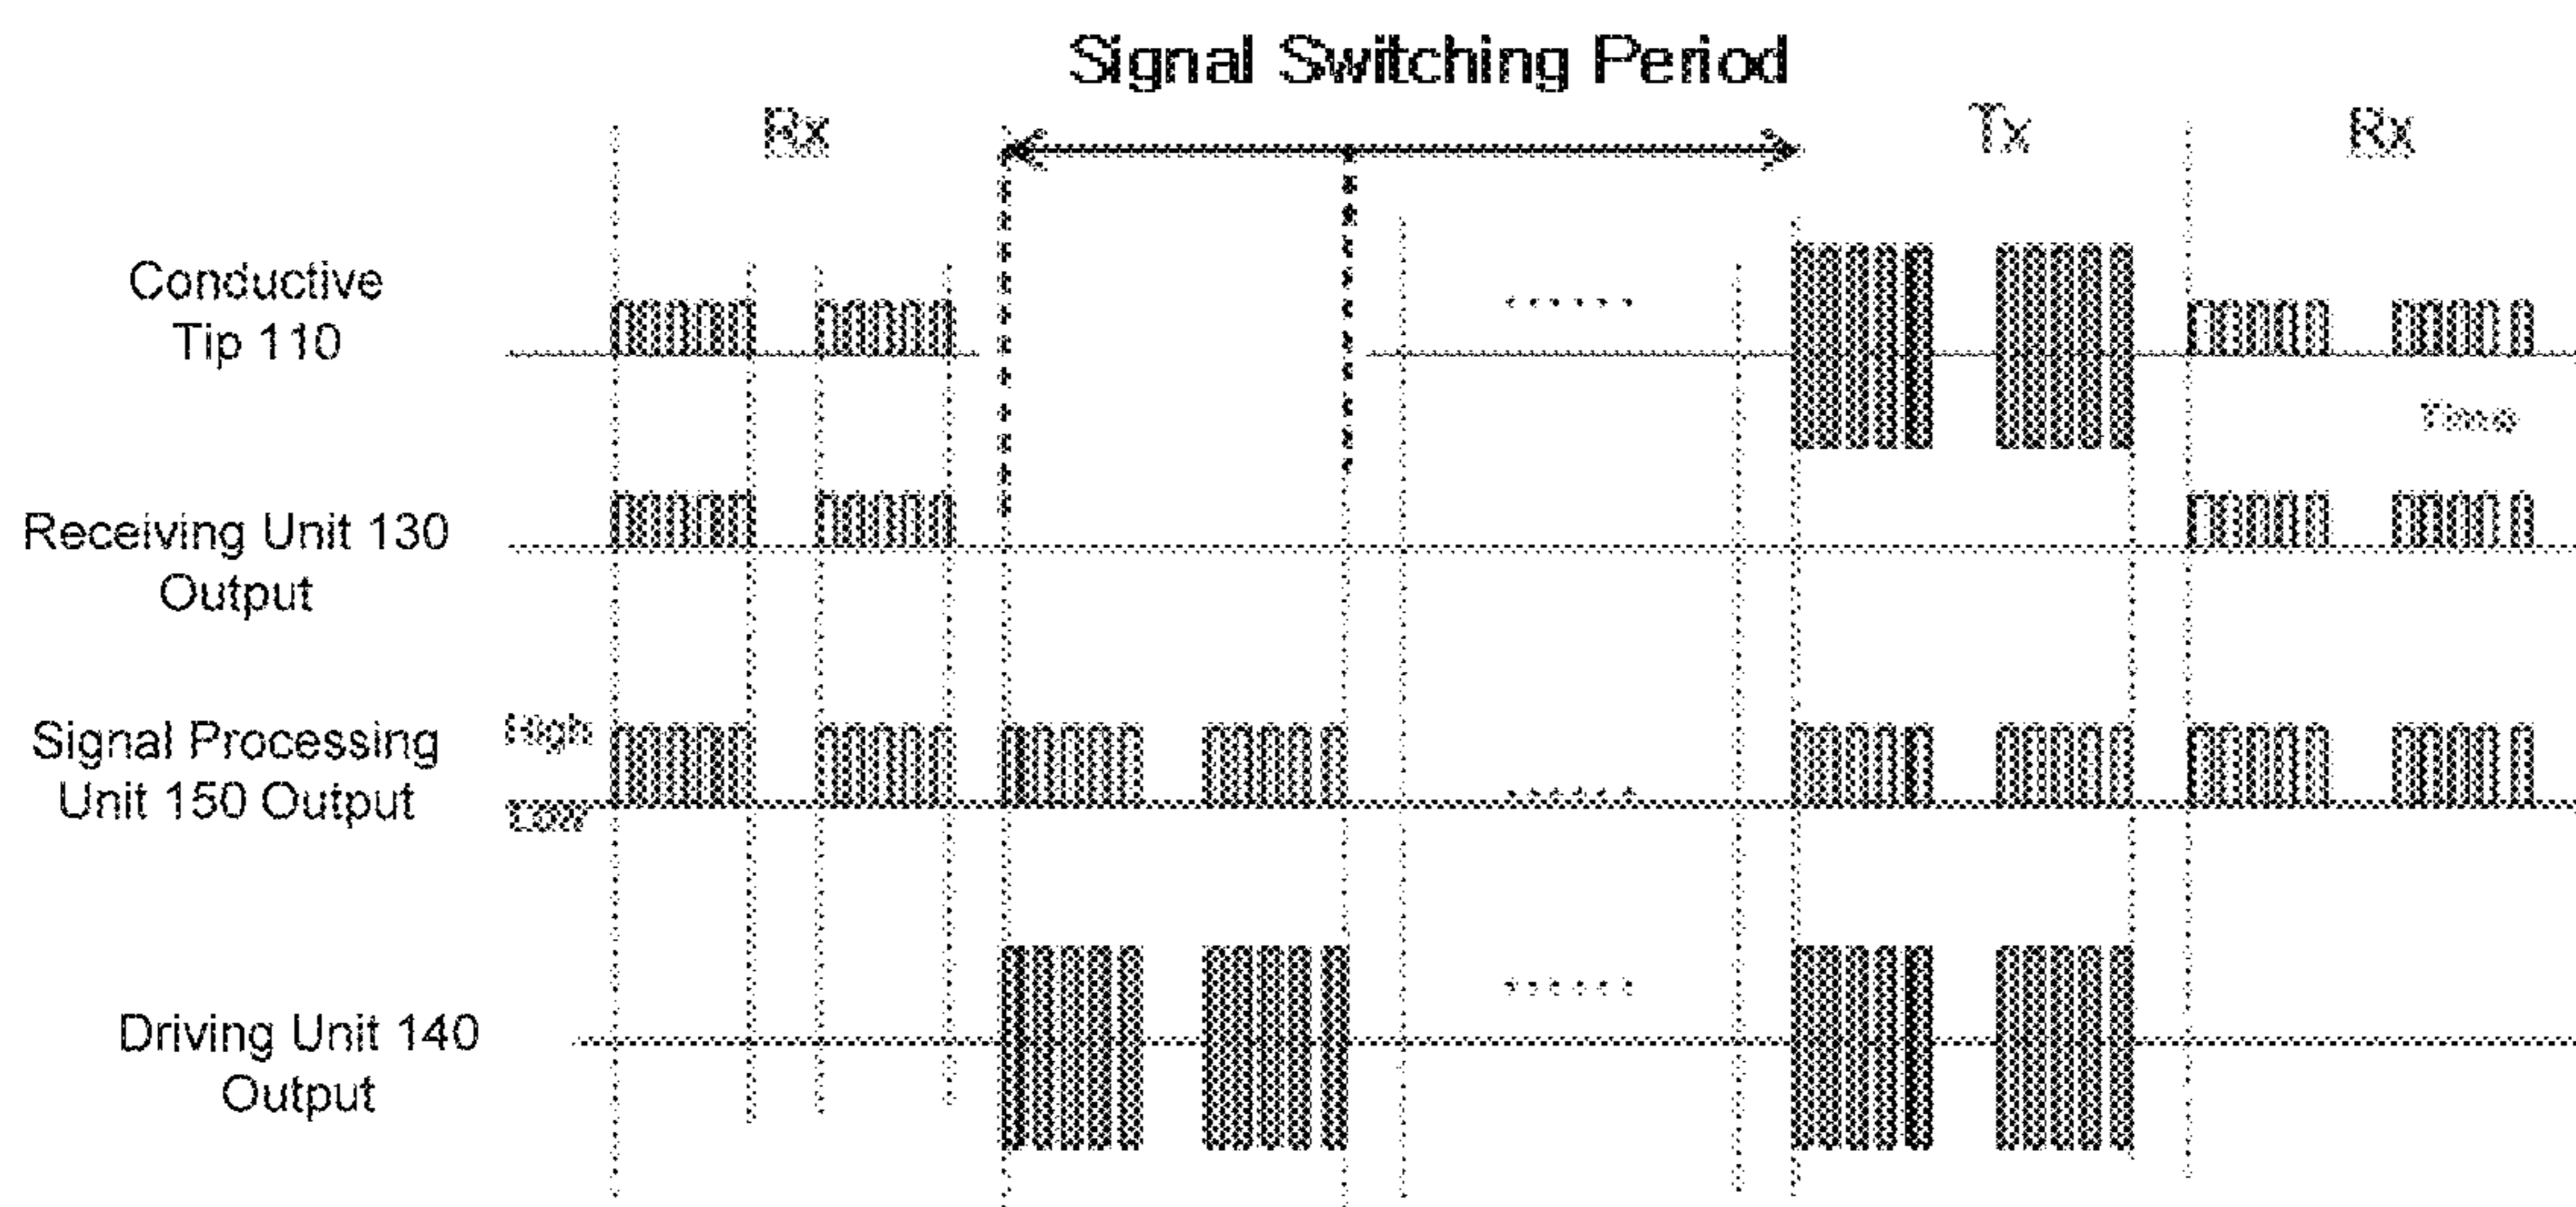 Signal Switching Period
Rx
Tx
Rx
Conductive
Tip 110
Time
Receiving Unit 130
Output
Signal Processing
Unit 150 Output
High
Low
Driving Unit 140
Output